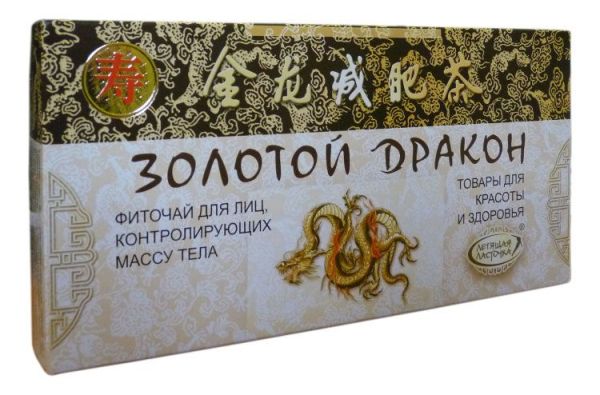 寿
金龙减肥茶
ЗОЛОТОЙ ДРАКОН
ФИТОЧАЙ ДЛЯ ЛИЦ,
КОНТРОЛИРУЮЩИХ
МАССУ ТЕЛА
ТОВАРЫ ДЛЯ
КРАСОТЫ
И ЗДОРОВЬЯ
ЛЕТЯЩАЯ
ЛАСТОЧКА
®